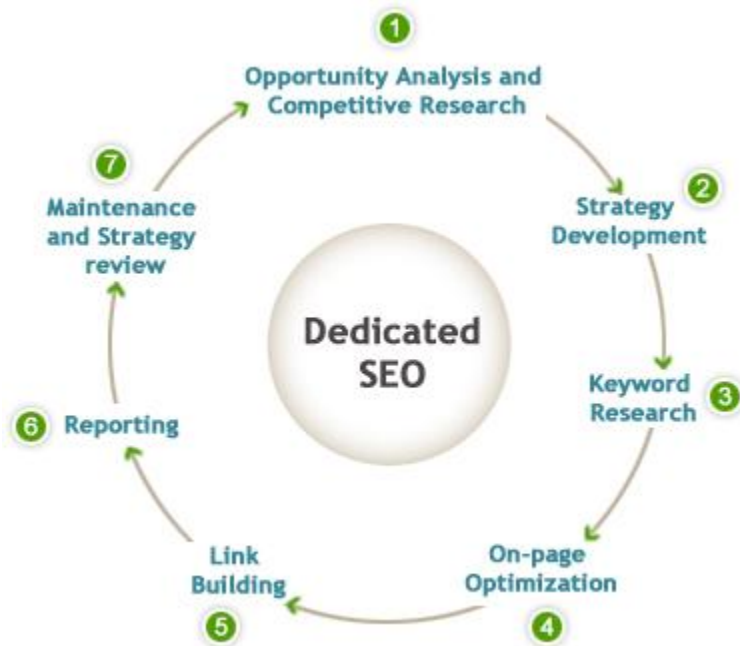 1
Opportunity Analysis and
Competitive Research
2
Strategy
Development
3
Keyword
Research
4
On-page
Optimization
5
Link
Building
6
Reporting
7
Maintenance
and Strategy
review
Dedicated
SEO